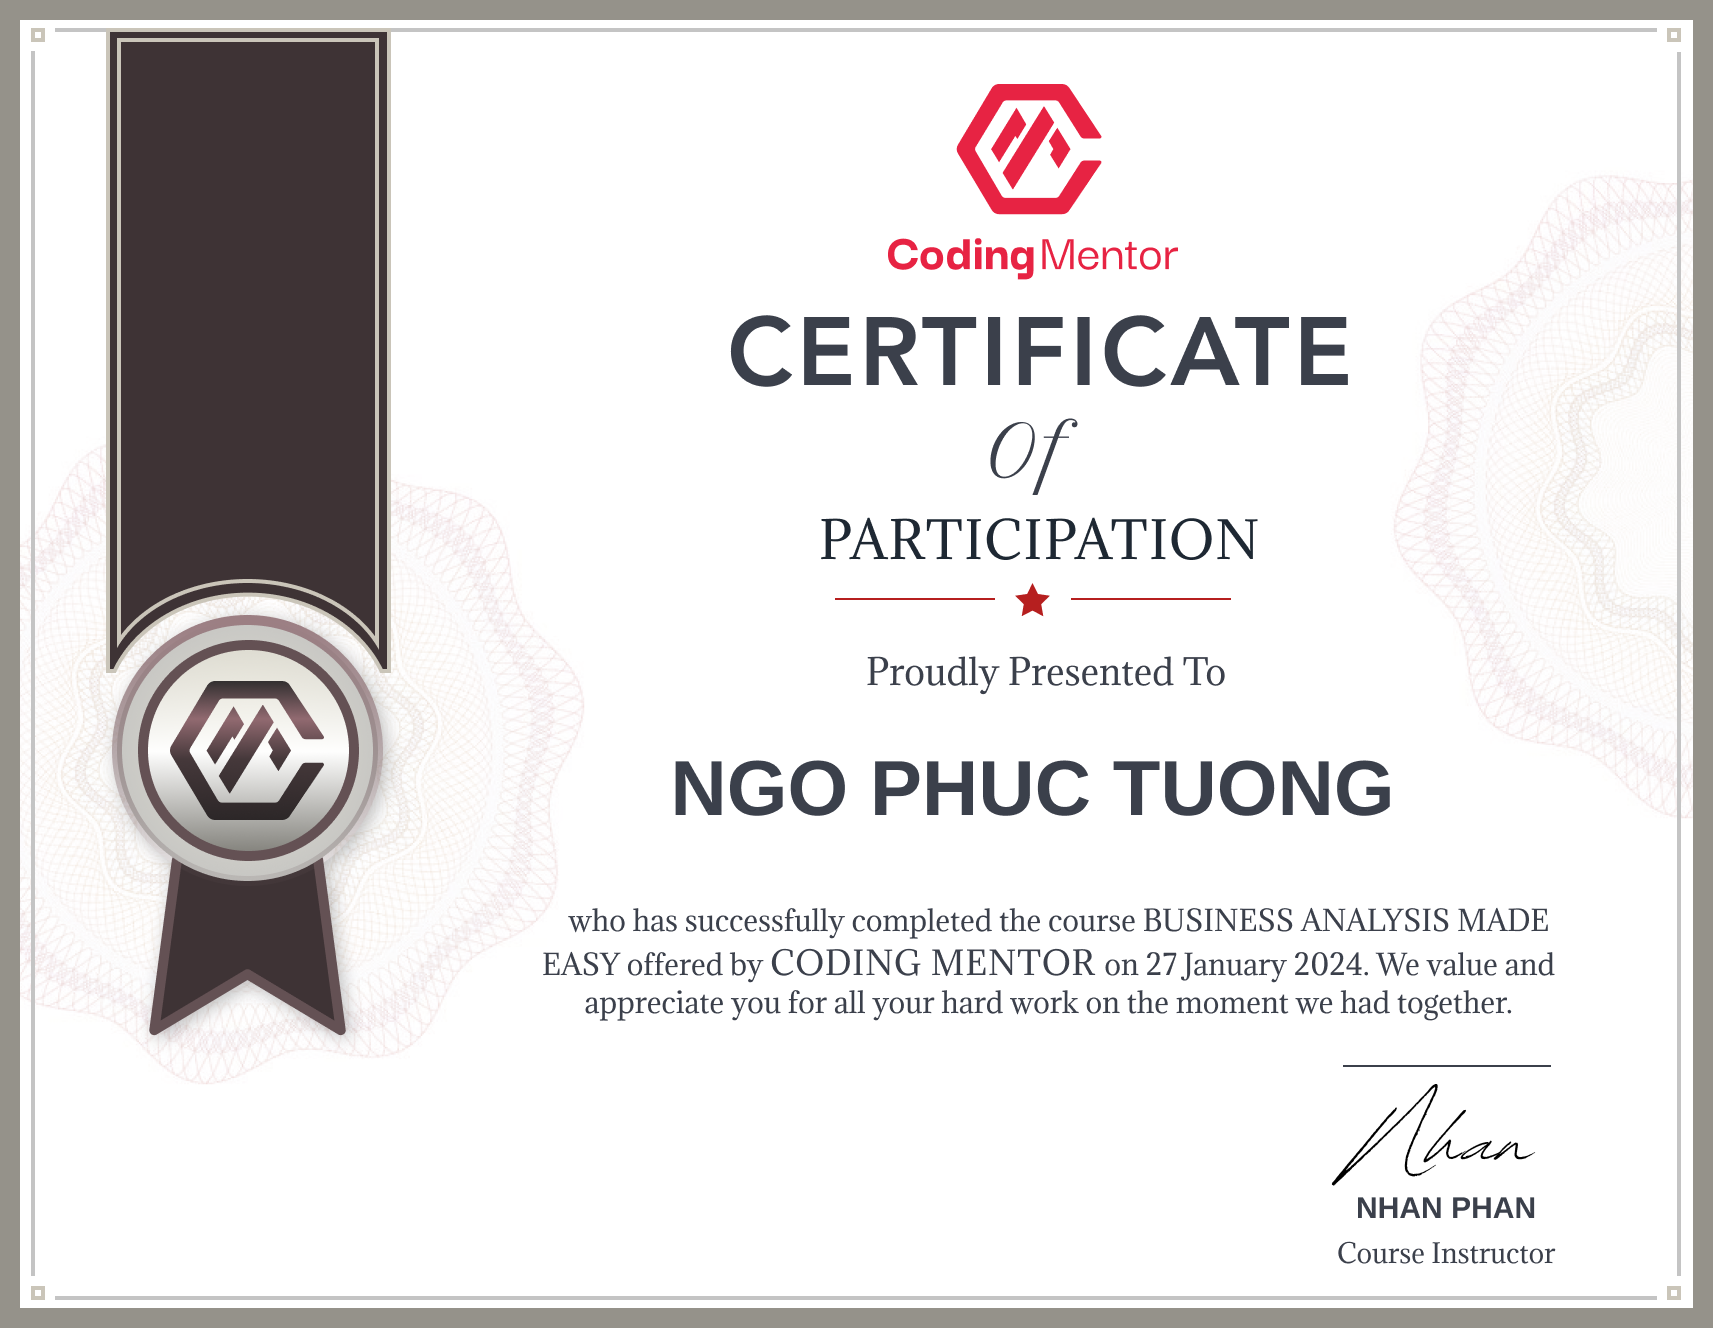 CodingMentor
CERTIFICATE
Of
PARTICIPATION
Proudly Presented To
NGO PHUC TUONG
who has successfully completed the course BUSINESS ANALYSIS MADE
EASY offered by CODING MENTOR on 27 January 2024. We value and
appreciate you for all your hard work on the moment we had together.
Nhan
NHAN PHAN
Course Instructor